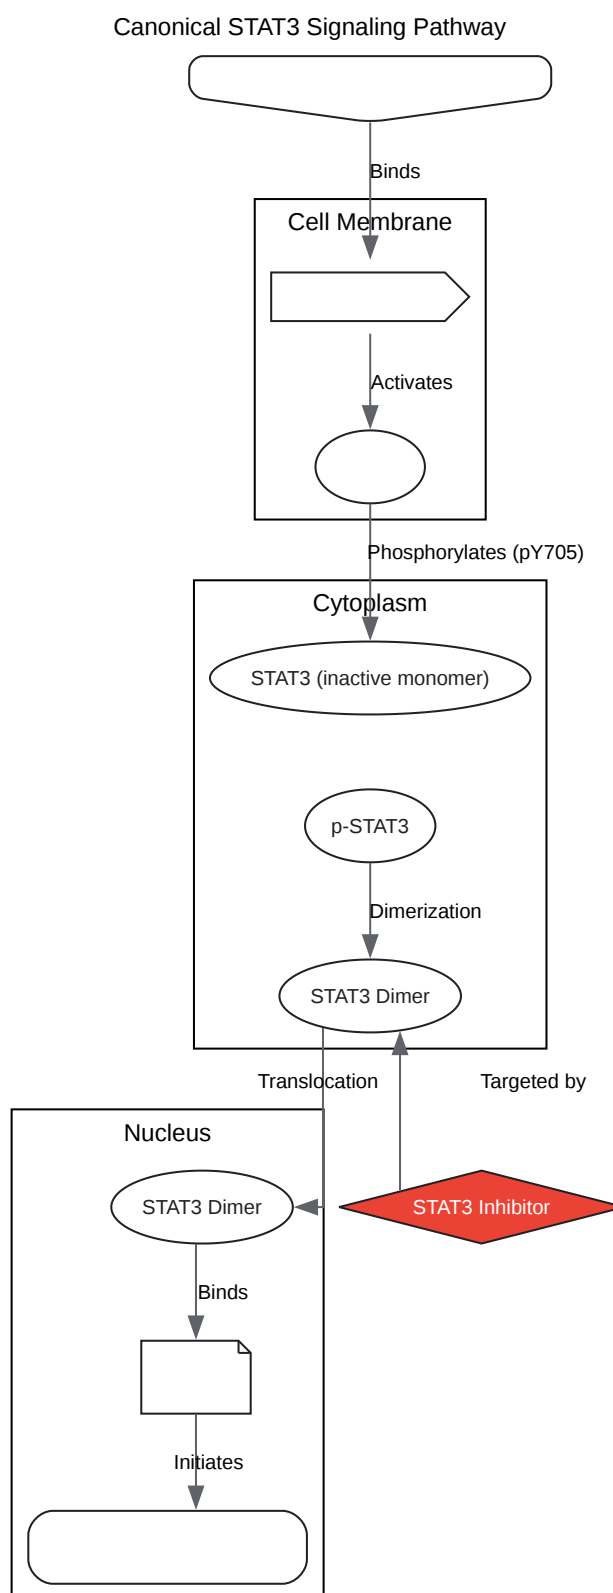 Canonical STAT3 Signaling Pathway
Binds
Cell Membrane
Activates
Phosphorylates (pY705)
Cytoplasm
STAT3 (inactive monomer)
p-STAT3
Dimerization
STAT3 Dimer
Translocation
Targeted by
Nucleus
STAT3 Dimer
STAT3 Inhibitor
Binds
Initiates